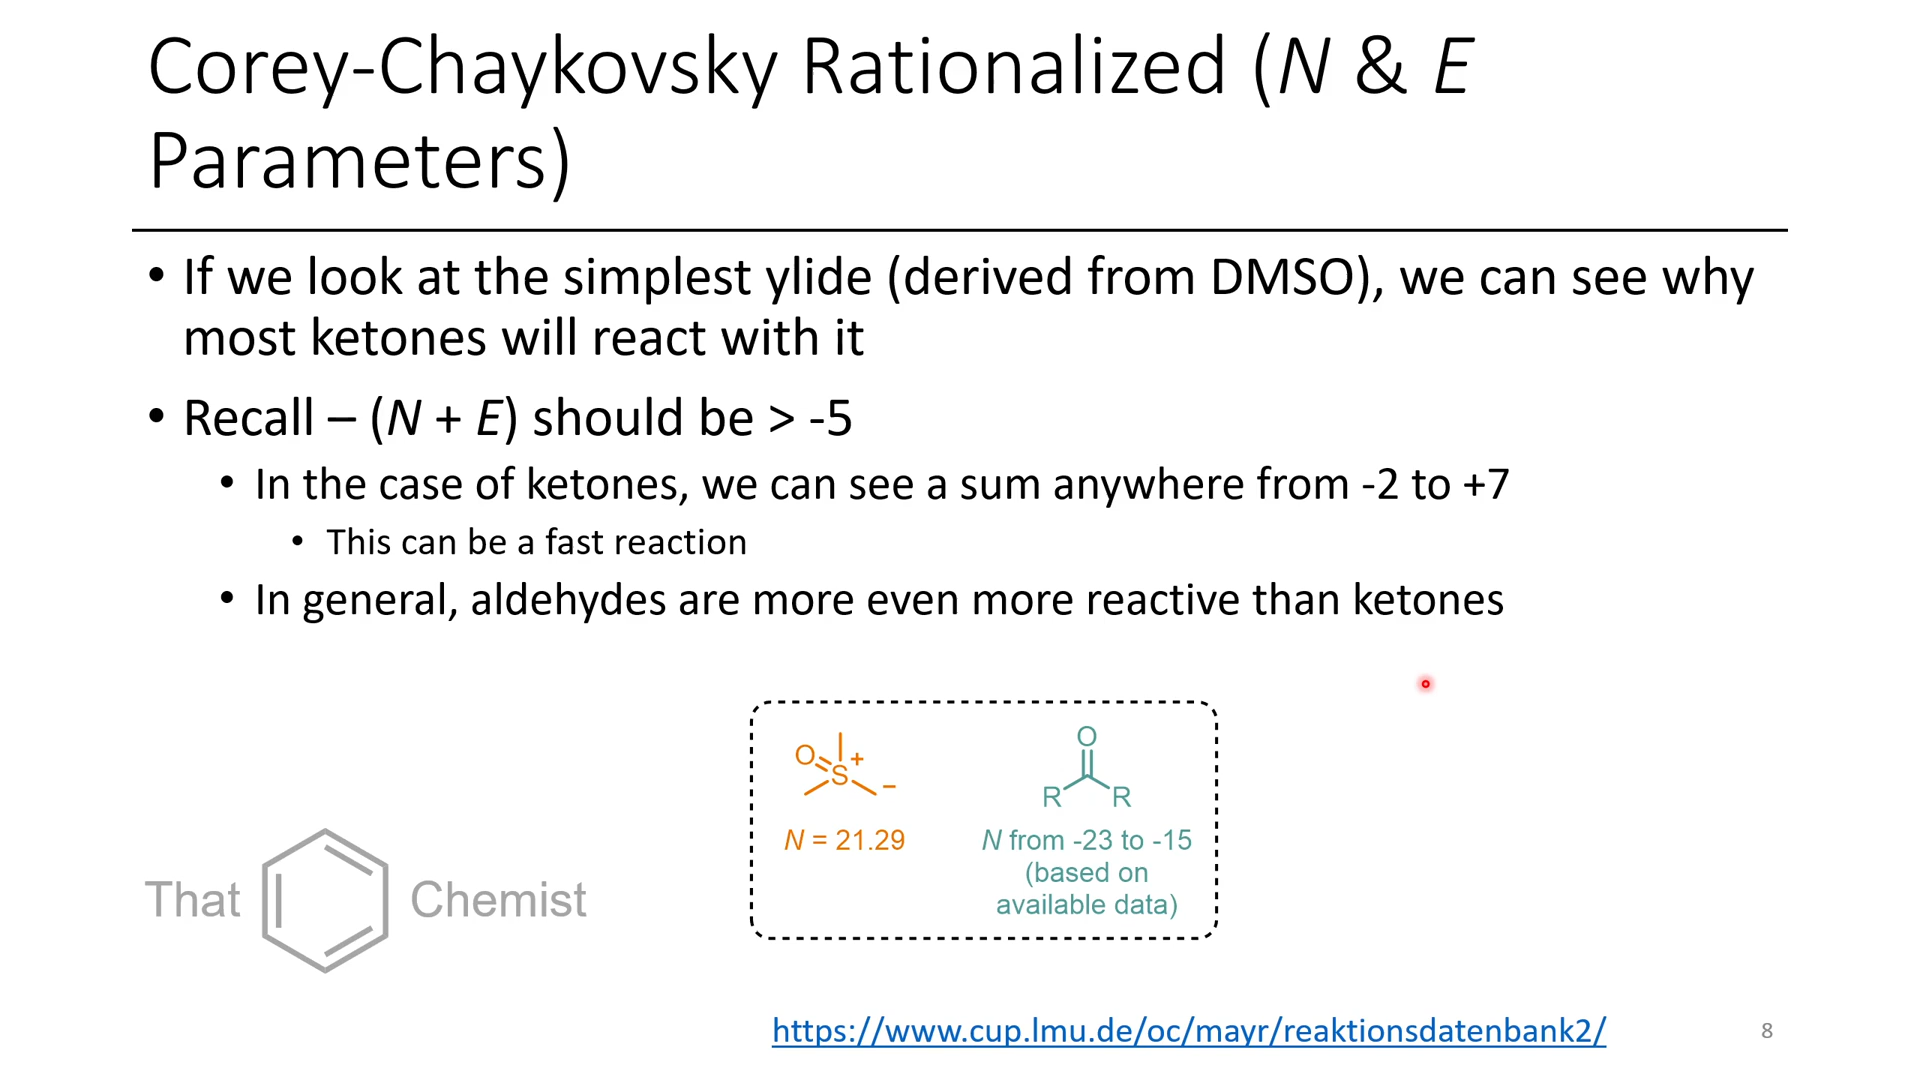 Corey-Chaykovsky Rationalized (N & E
Parameters)
• If we look at the simplest ylide (derived from DMSO), we can see why
most ketones will react with it
• Recall – (N + E) should be > -5
• In the case of ketones, we can see a sum anywhere from -2 to +7
• This can be a fast reaction
• In general, aldehydes are more even more reactive than ketones
O
S
+
−
N = 21.29
O
R R
N from -23 to -15
(based on
available data)
That Chemist
https://www.cup.lmu.de/oc/mayr/reaktionsdatenbank2/
8